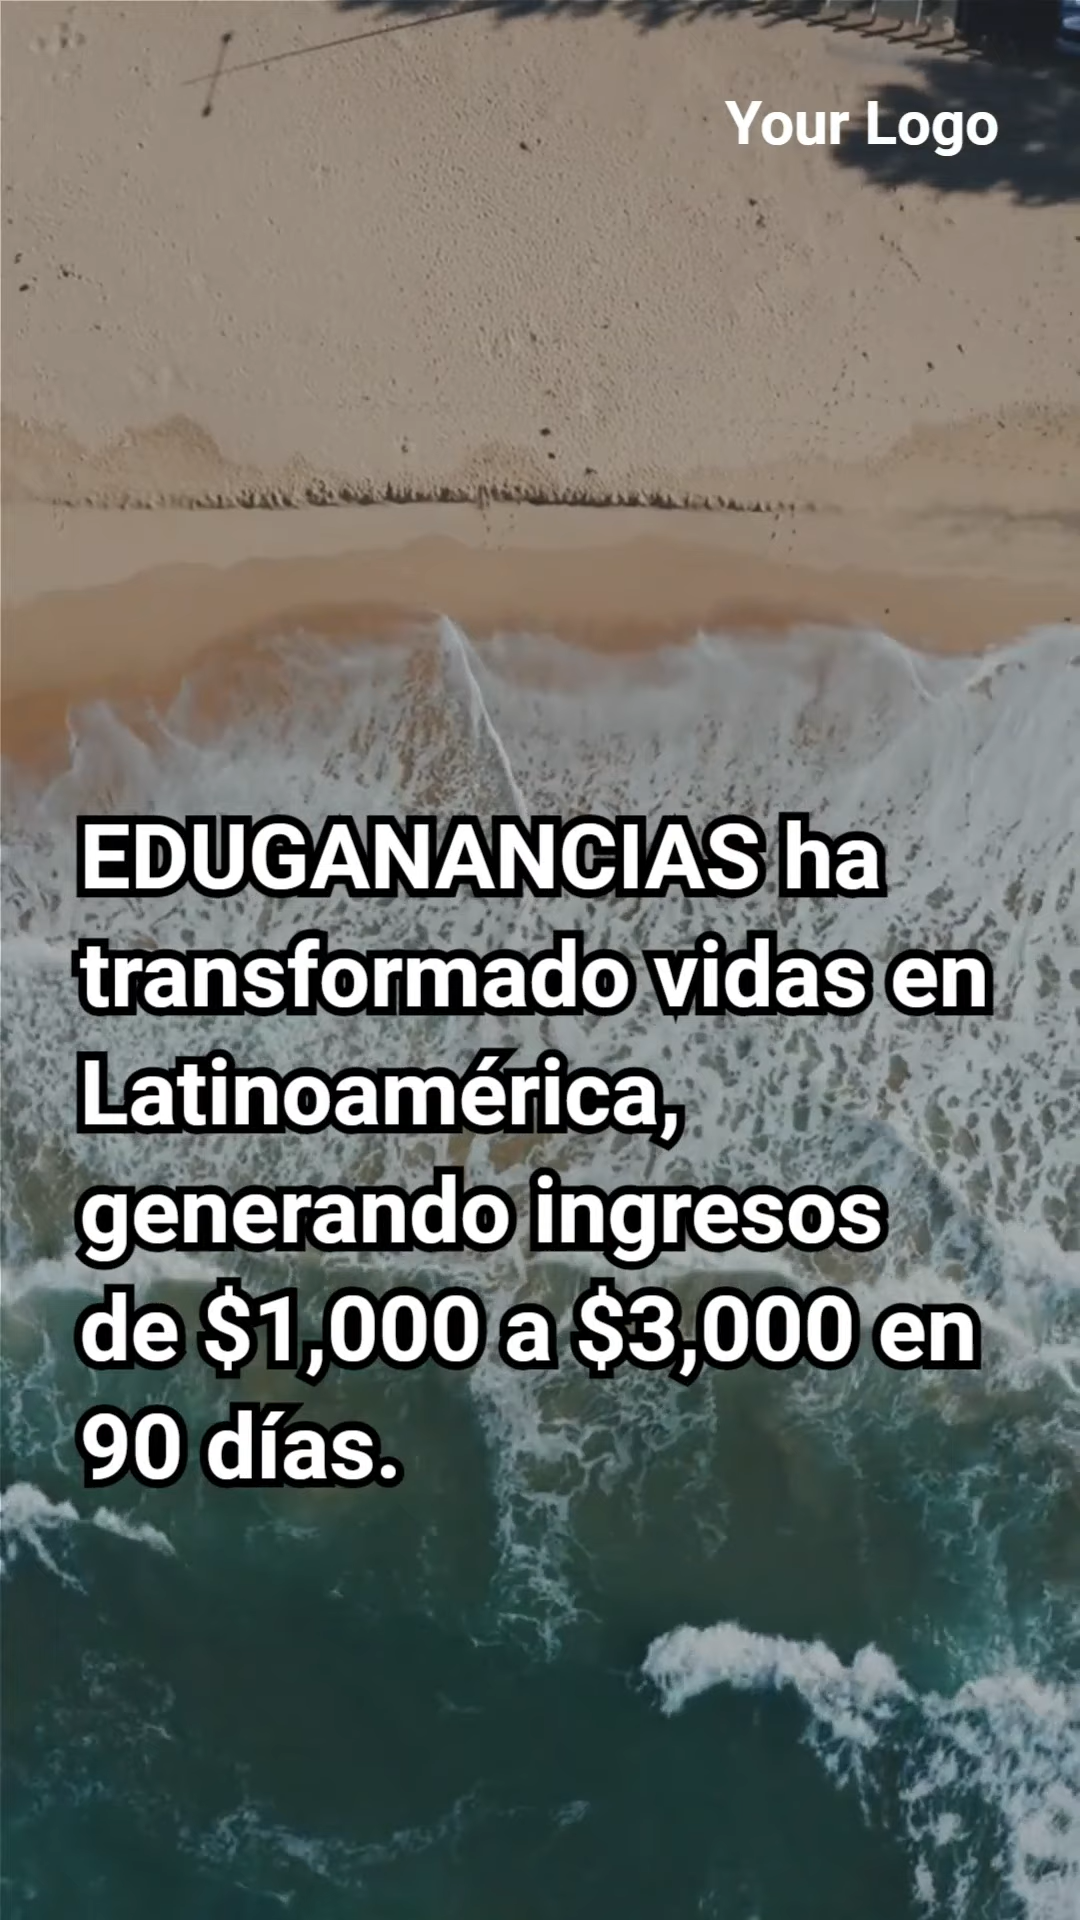 Your Logo
EDUGANANCIAS ha
transformado vidas en
Latinoamérica,
generando ingresos
de $1,000 a $3,000 en
90 días.